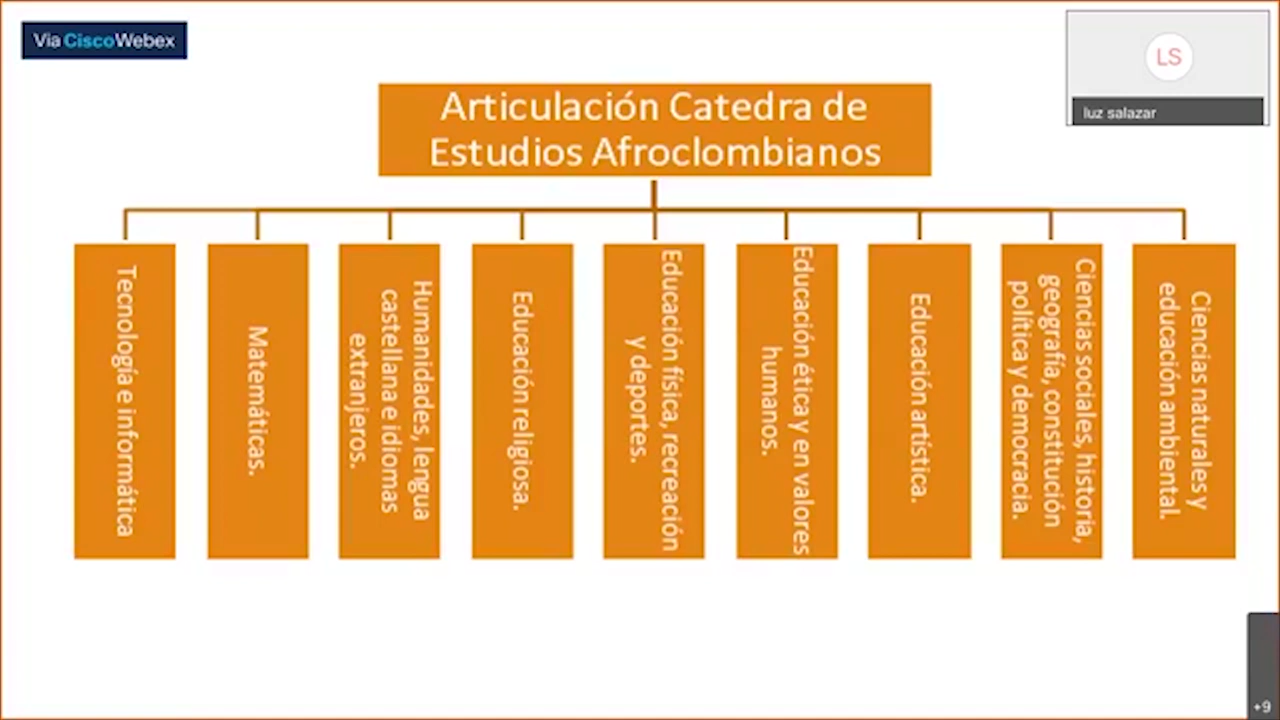 Via CiscoWebex
LS
luz salazar
Articulación Catedra de
Estudios Afroclombianos
Tecnología e informática
Matemáticas.
Humanidades, lengua
castellana e idiomas
extranjeros.
Educación religiosa.
Educación física, recreación
y deportes.
Educación ética y en valores
humanos.
Educación artística.
Ciencias sociales, historia,
geografía, constitución
política y democracia.
Ciencias naturales y
educación ambiental.
+9